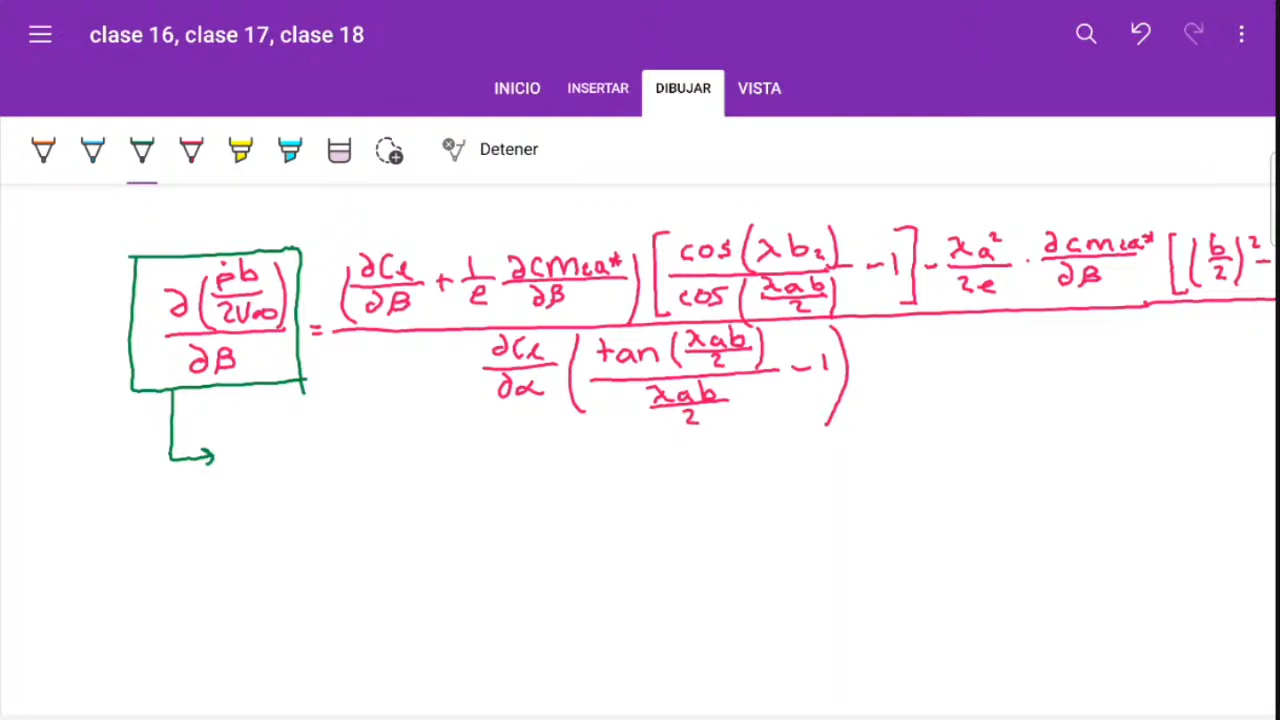 clase 16, clase 17, clase 18
INICIO INSERTAR DIBUJAR VISTA
Detener
∂(ṗb/2V∞)/∂β = ((∂Cl/∂β + 1/e ∂CMca*/∂β) [cos(λb₂)/cos(λab/2) − 1] − λa²/2e · ∂CMca*/∂β [(b/2)² −
∂Cl/∂α (tan(λab/2)/(λab/2) − 1)